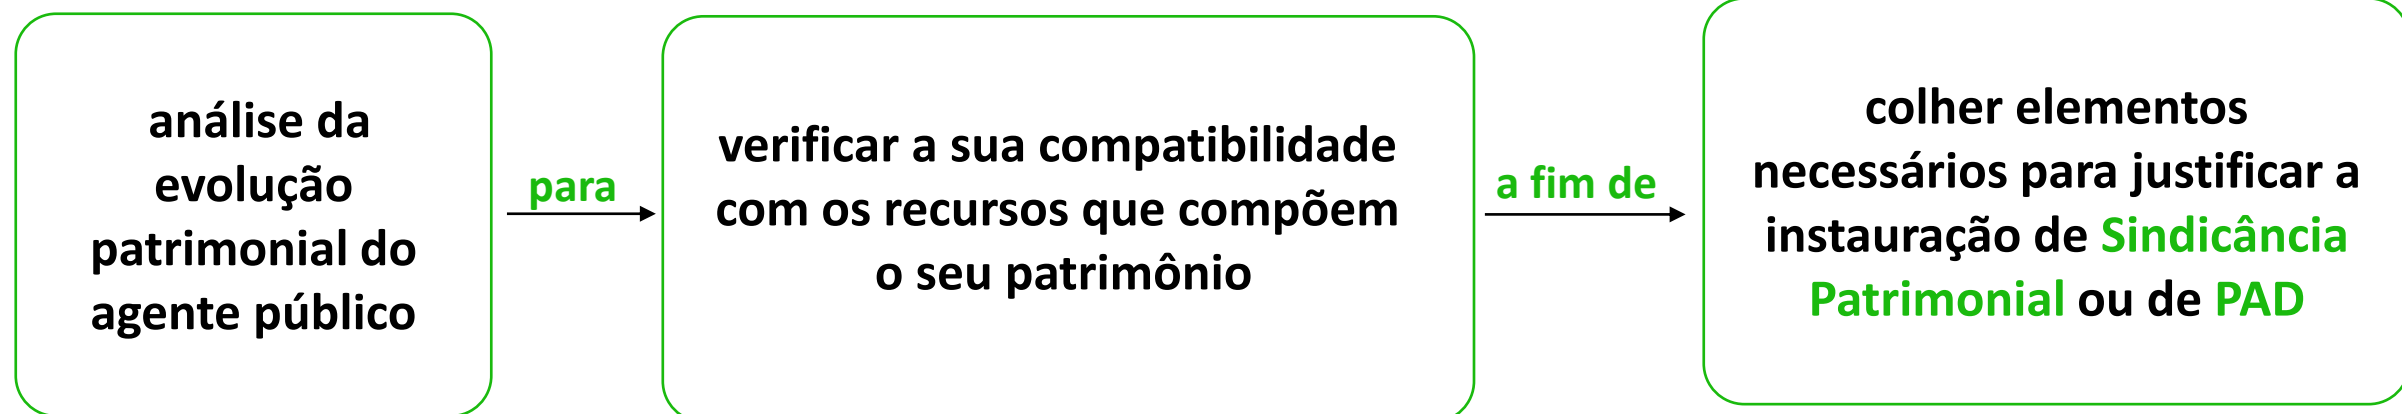 análise da
evolução
patrimonial do
agente público
para
verificar a sua compatibilidade
com os recursos que compõem
o seu patrimônio
a fim de
colher elementos
necessários para justificar a
instauração de Sindicância
Patrimonial ou de PAD